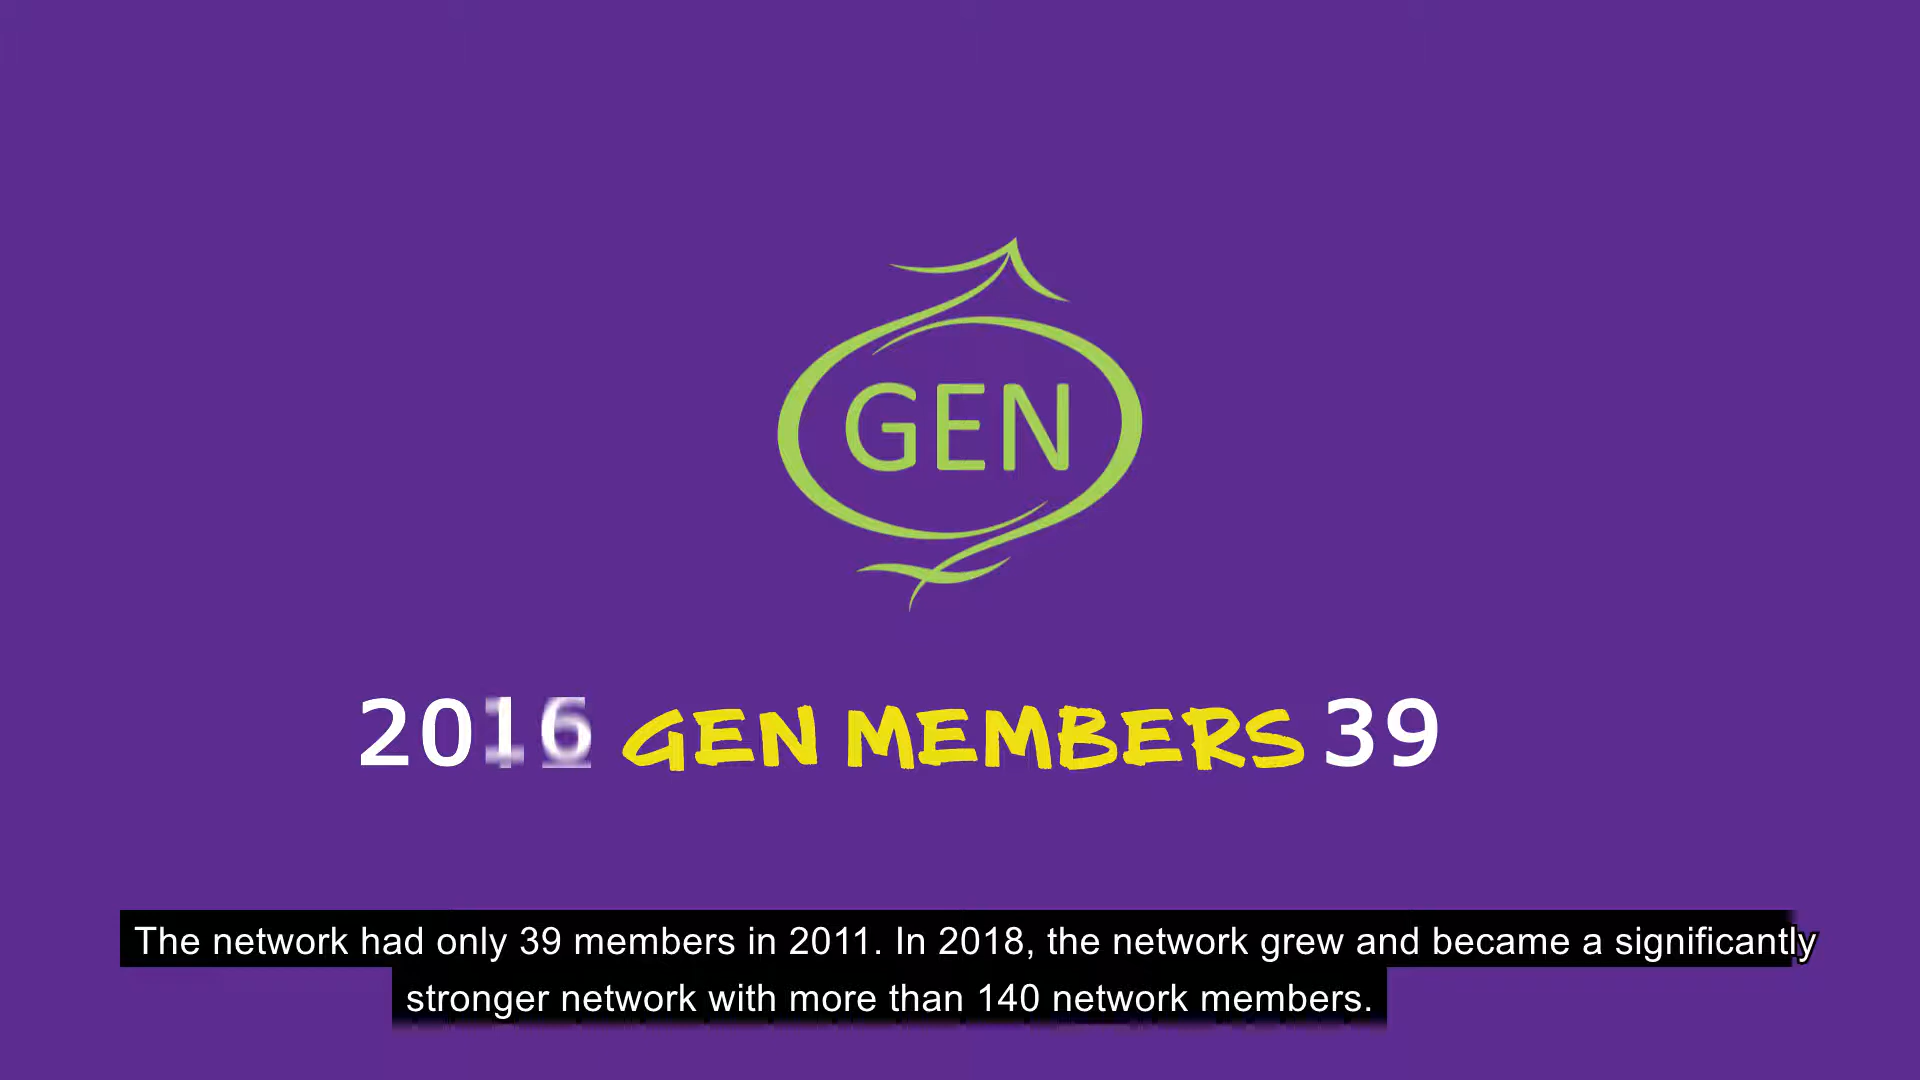 GEN
2016 GEN MEMBERS 39
The network had only 39 members in 2011. In 2018, the network grew and became a significantly
stronger network with more than 140 network members.